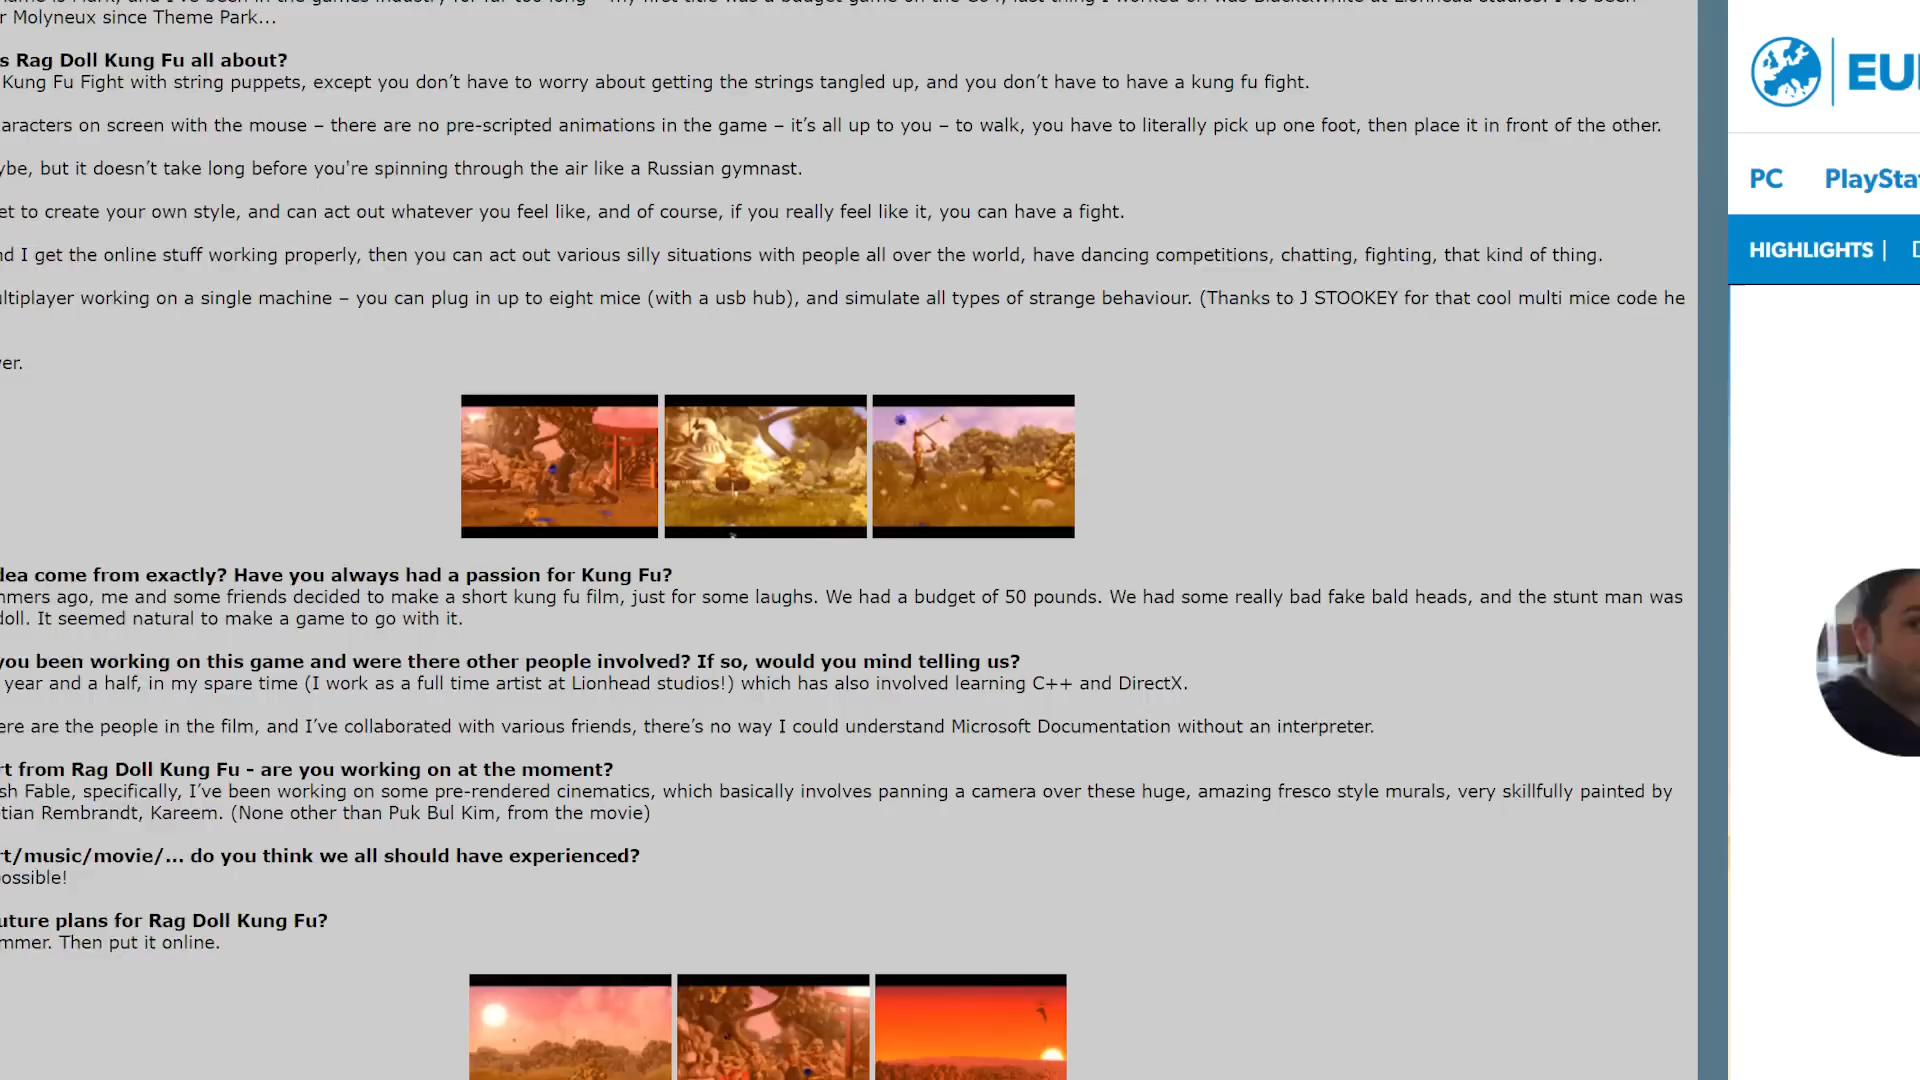 r Molyneux since Theme Park...
s Rag Doll Kung Fu all about?
Kung Fu Fight with string puppets, except you don’t have to worry about getting the strings tangled up, and you don’t have to have a kung fu fight.
aracters on screen with the mouse – there are no pre-scripted animations in the game – it’s all up to you – to walk, you have to literally pick up one foot, then place it in front of the other.
ybe, but it doesn’t take long before you're spinning through the air like a Russian gymnast.
et to create your own style, and can act out whatever you feel like, and of course, if you really feel like it, you can have a fight.
nd I get the online stuff working properly, then you can act out various silly situations with people all over the world, have dancing competitions, chatting, fighting, that kind of thing.
ultiplayer working on a single machine – you can plug in up to eight mice (with a usb hub), and simulate all types of strange behaviour. (Thanks to J STOOKEY for that cool multi mice code he
ver.
dea come from exactly? Have you always had a passion for Kung Fu?
mmers ago, me and some friends decided to make a short kung fu film, just for some laughs. We had a budget of 50 pounds. We had some really bad fake bald heads, and the stunt man was
doll. It seemed natural to make a game to go with it.
you been working on this game and were there other people involved? If so, would you mind telling us?
year and a half, in my spare time (I work as a full time artist at Lionhead studios!) which has also involved learning C++ and DirectX.
ere are the people in the film, and I’ve collaborated with various friends, there’s no way I could understand Microsoft Documentation without an interpreter.
rt from Rag Doll Kung Fu - are you working on at the moment?
sh Fable, specifically, I’ve been working on some pre-rendered cinematics, which basically involves panning a camera over these huge, amazing fresco style murals, very skillfully painted by
tian Rembrandt, Kareem. (None other than Puk Bul Kim, from the movie)
rt/music/movie/... do you think we all should have experienced?
ossible!
uture plans for Rag Doll Kung Fu?
mmer. Then put it online.
EU
PC PlayStat
HIGHLIGHTS |